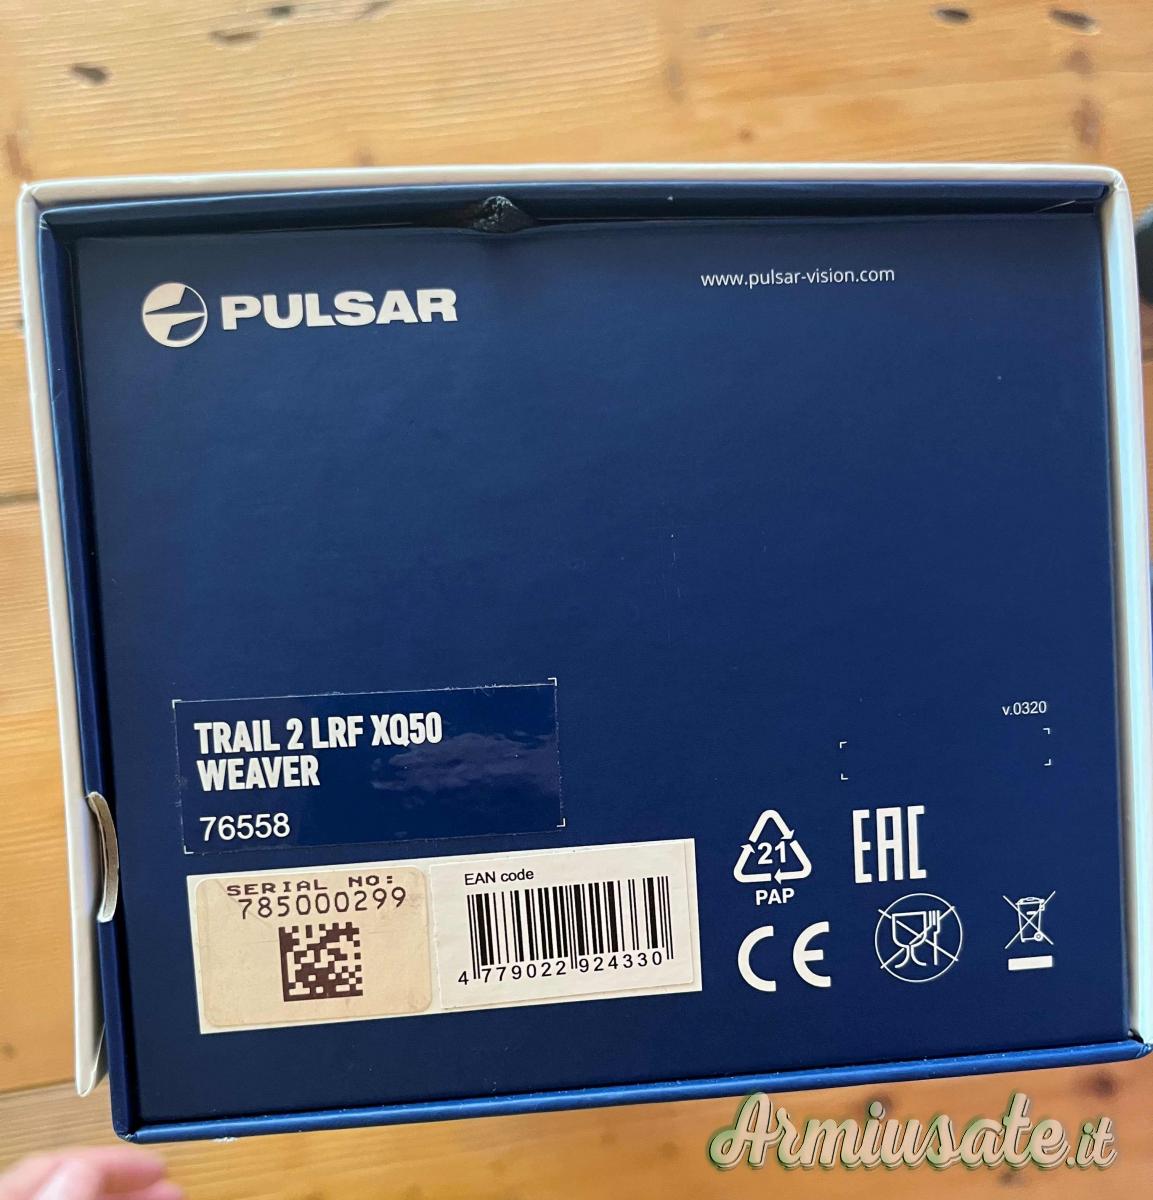 PULSAR
www.pulsar-vision.com
TRAIL 2 LRF XQ50
WEAVER
76558
v.0320
SERIAL NO:
785000299
EAN code
4 779022 924330
21
PAP
EAC
CE
Armiusate.it